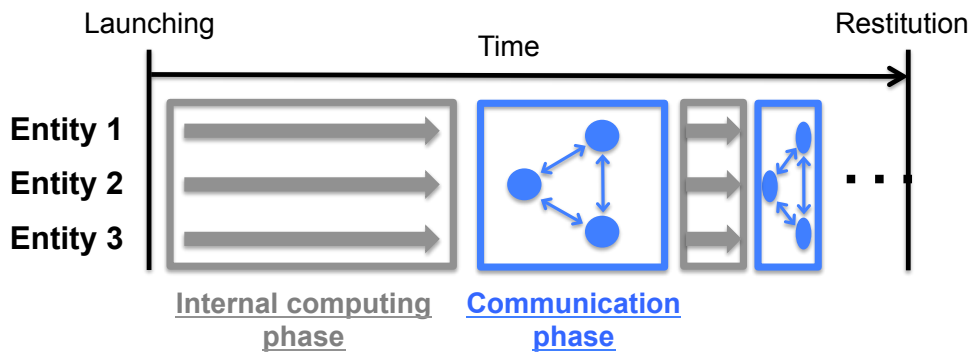 Launching
Restitution
Time
Entity 1
Entity 2
Entity 3
Internal computing
phase
Communication
phase